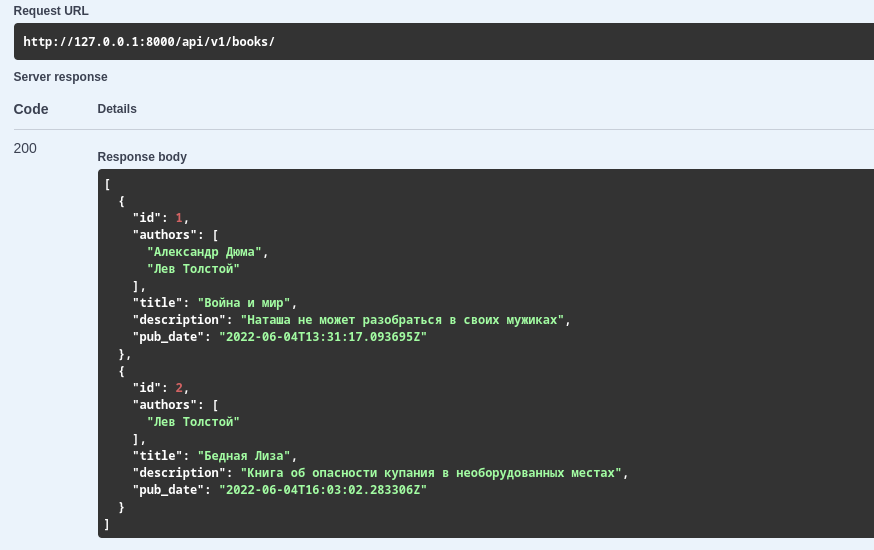 Request URL
http://127.0.0.1:8000/api/v1/books/
Server response
Code Details
200
Response body
[
  {
    "id": 1,
    "authors": [
      "Александр Дюма",
      "Лев Толстой"
    ],
    "title": "Война и мир",
    "description": "Наташа не может разобраться в своих мужиках",
    "pub_date": "2022-06-04T13:31:17.093695Z"
  },
  {
    "id": 2,
    "authors": [
      "Лев Толстой"
    ],
    "title": "Бедная Лиза",
    "description": "Книга об опасности купания в необорудованных местах",
    "pub_date": "2022-06-04T16:03:02.283306Z"
  }
]